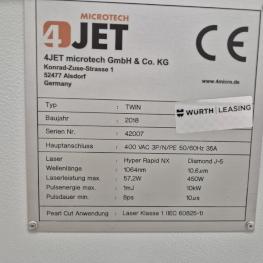 MICROTECH
4JET
CE
4JET microtech GmbH & Co. KG
Konrad-Zuse-Strasse 1
52477 Alsdorf
Germany
www.4micro.de
Typ : TWIN
WÜRTH LEASING
Baujahr : 2018
Serien Nr. : 42007
Hauptanschluss : 400 VAC 3P/N/PE 50/60Hz 35A
Laser : Hyper Rapid NX Diamond J-5
Wellenlänge : 1064nm 10,6µm
Laserleistung max. : 57,2W 450W
Pulsenergie max. : 1mJ 10kW
Pulsdauer min. : 8ps 10µs
Pearl Cut Anwendung : Laser Klasse 1 (IEC 60825-1)